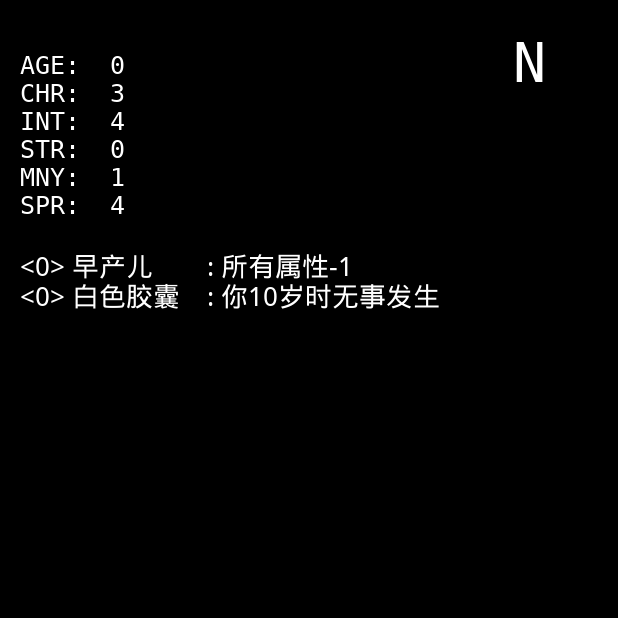 N
AGE: 0
CHR: 3
INT: 4
STR: 0
MNY: 1
SPR: 4
<0> 早产儿 : 所有属性-1
<0> 白色胶囊 : 你10岁时无事发生